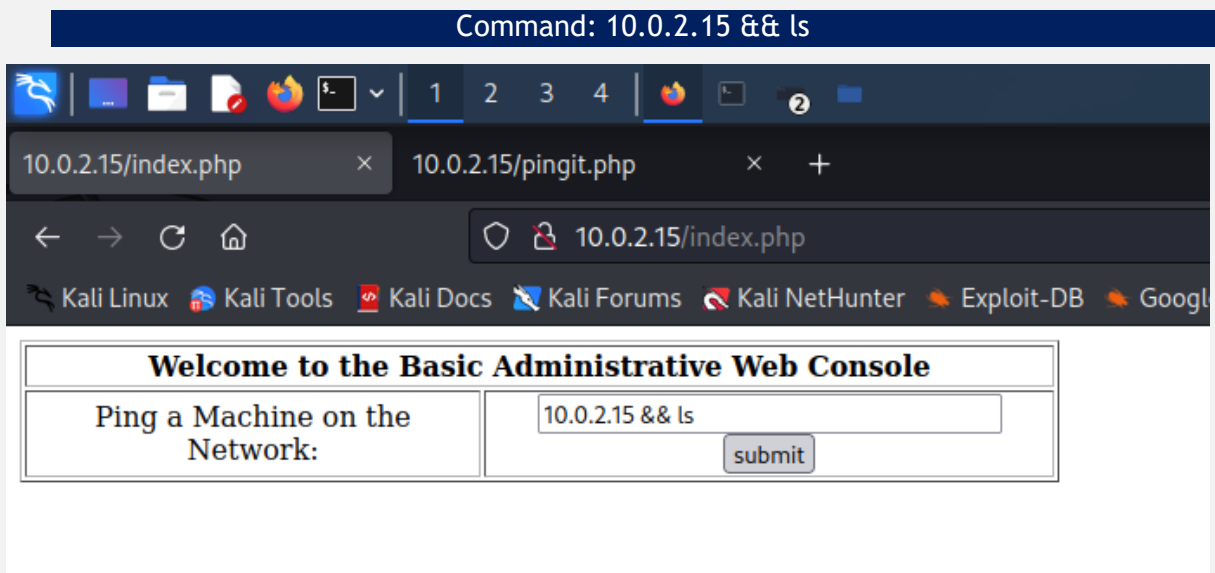 Command: 10.0.2.15 && ls
1 2 3 4 2
10.0.2.15/index.php × 10.0.2.15/pingit.php × +
10.0.2.15/index.php
Kali Linux Kali Tools Kali Docs Kali Forums Kali NetHunter Exploit-DB Googl
Welcome to the Basic Administrative Web Console
Ping a Machine on the
Network:
10.0.2.15 && ls
submit